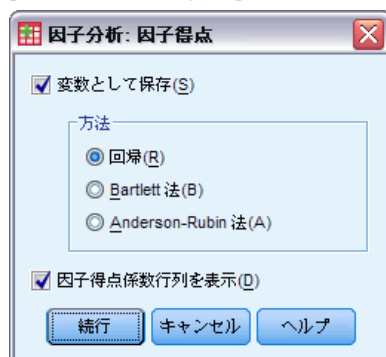 因子分析: 因子得点
変数として保存(S)
方法
回帰(R)
Bartlett 法(B)
Anderson-Rubin 法(A)
因子得点係数行列を表示(D)
続行 キャンセル ヘルプ